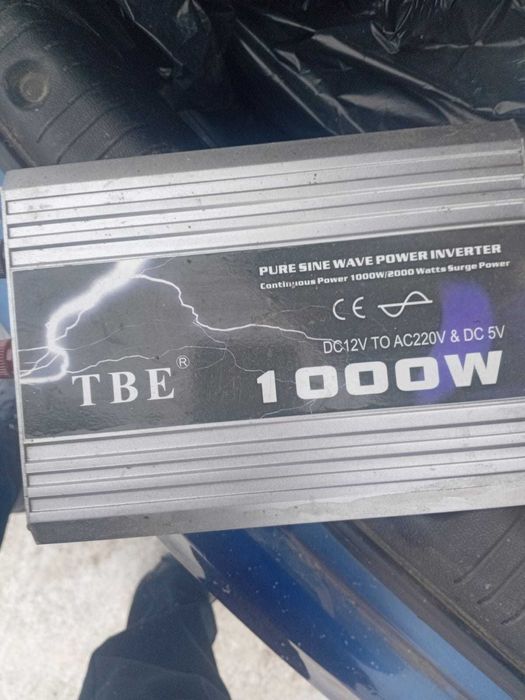 PURE SINE WAVE POWER INVERTER
Continuous Power 1000W/2000 Watts Surge Power
CE
DC12V TO AC220V & DC 5V
TBE®
1000W